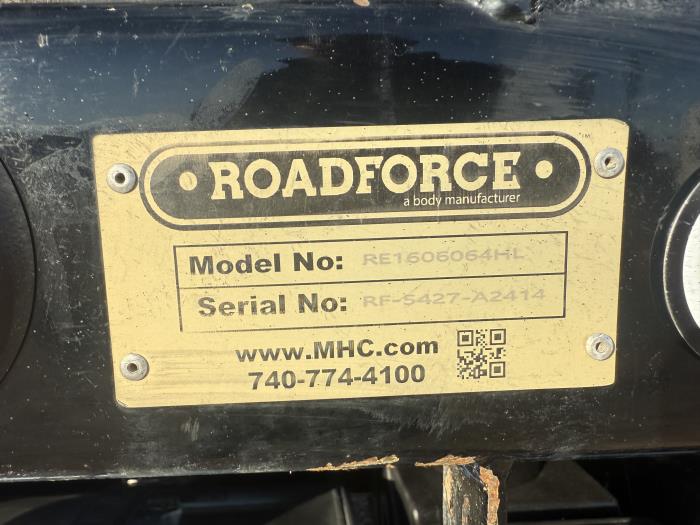 • ROADFORCE •
a body manufacturer
Model No: RE1606064HL
Serial No: RF-5427-A2414
www.MHC.com
740-774-4100